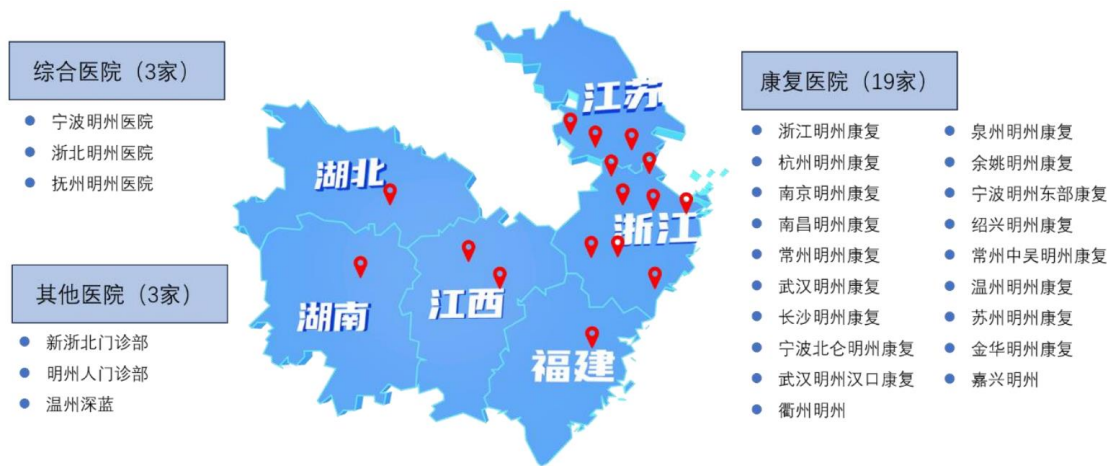 综合医院（3家）
宁波明州医院
浙北明州医院
抚州明州医院
其他医院（3家）
新浙北门诊部
明州人门诊部
温州深蓝
江苏
湖北
浙江
湖南
江西
福建
康复医院（19家）
浙江明州康复
杭州明州康复
南京明州康复
南昌明州康复
常州明州康复
武汉明州康复
长沙明州康复
宁波北仑明州康复
武汉明州汉口康复
衢州明州
泉州明州康复
余姚明州康复
宁波明州东部康复
绍兴明州康复
常州中吴明州康复
温州明州康复
苏州明州康复
金华明州康复
嘉兴明州